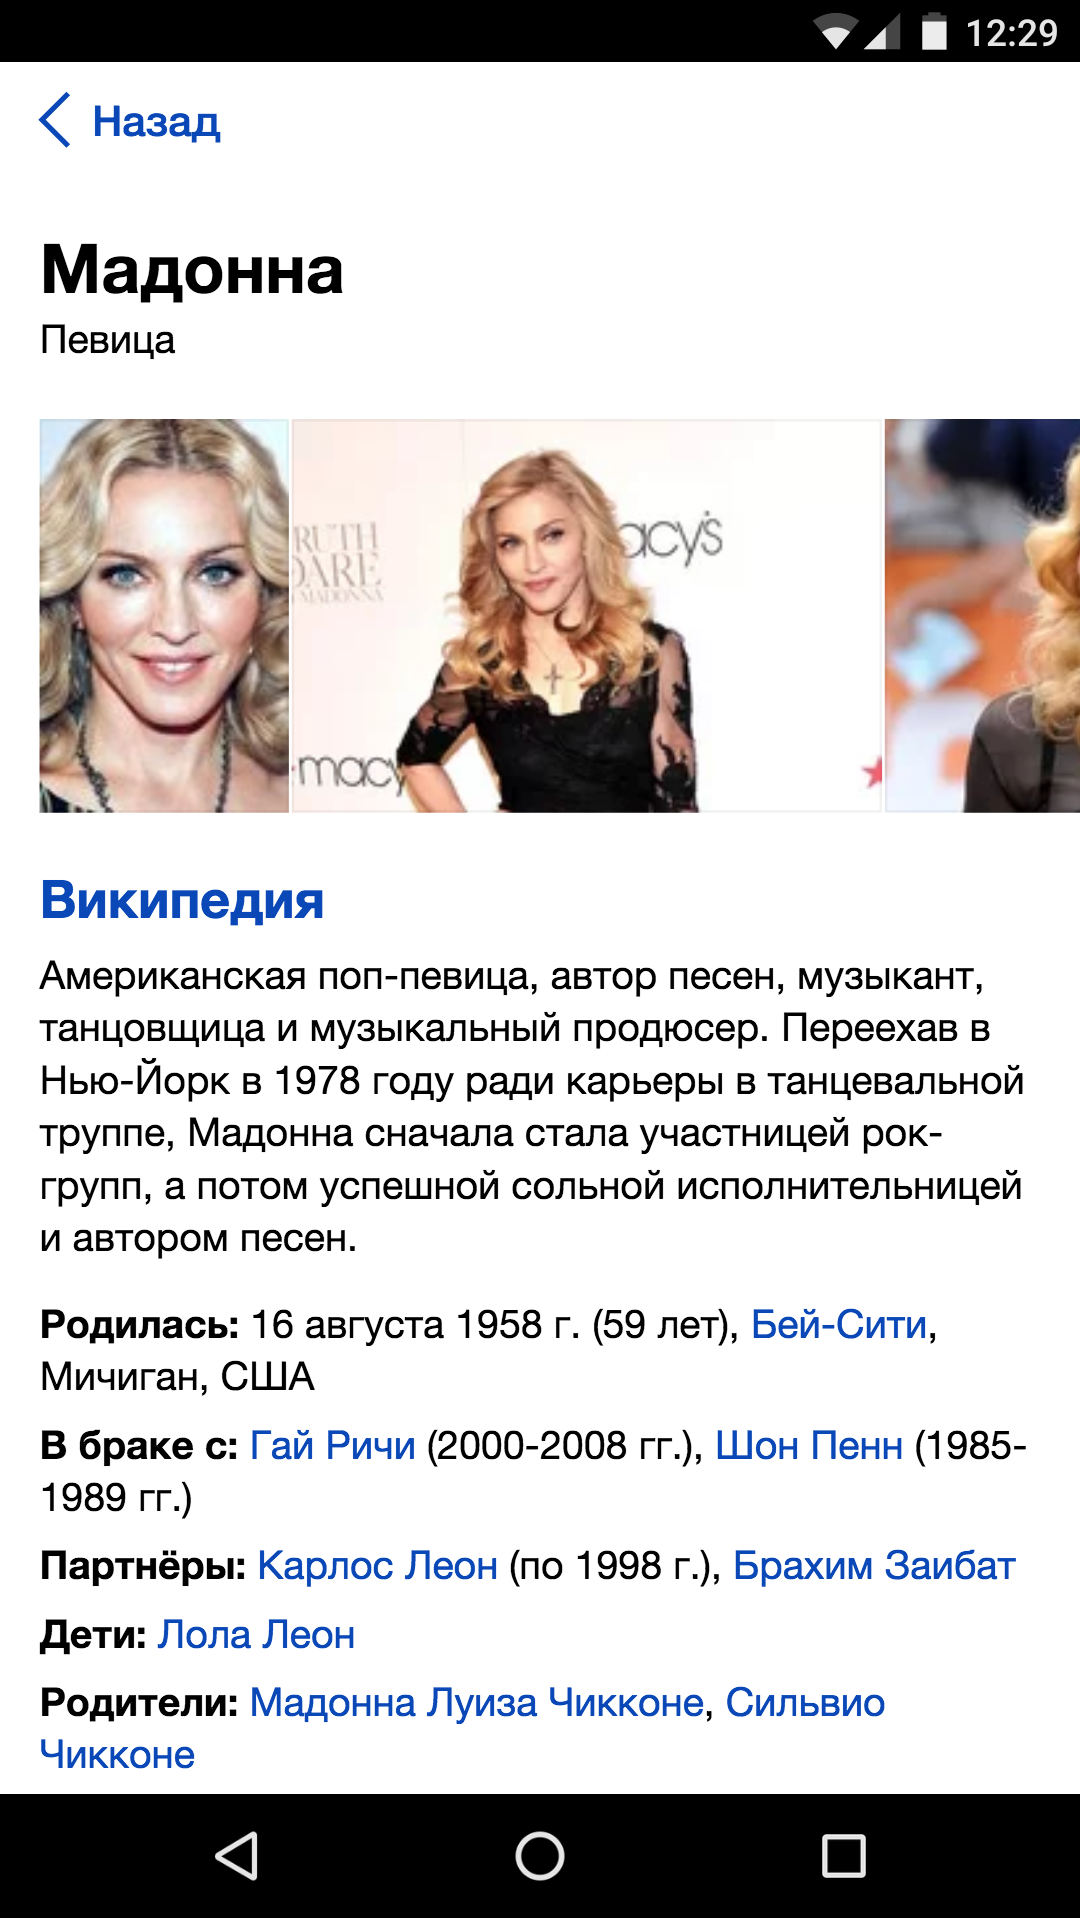 12:29
Назад
Мадонна
Певица
RUTH
DARE
MADONNA
acy's
macy
Википедия
Американская поп-певица, автор песен, музыкант,
танцовщица и музыкальный продюсер. Переехав в
Нью-Йорк в 1978 году ради карьеры в танцевальной
труппе, Мадонна сначала стала участницей рок-
групп, а потом успешной сольной исполнительницей
и автором песен.
Родилась: 16 августа 1958 г. (59 лет), Бей-Сити,
Мичиган, США
В браке с: Гай Ричи (2000-2008 гг.), Шон Пенн (1985-
1989 гг.)
Партнёры: Карлос Леон (по 1998 г.), Брахим Заибат
Дети: Лола Леон
Родители: Мадонна Луиза Чикконе, Сильвио
Чикконе